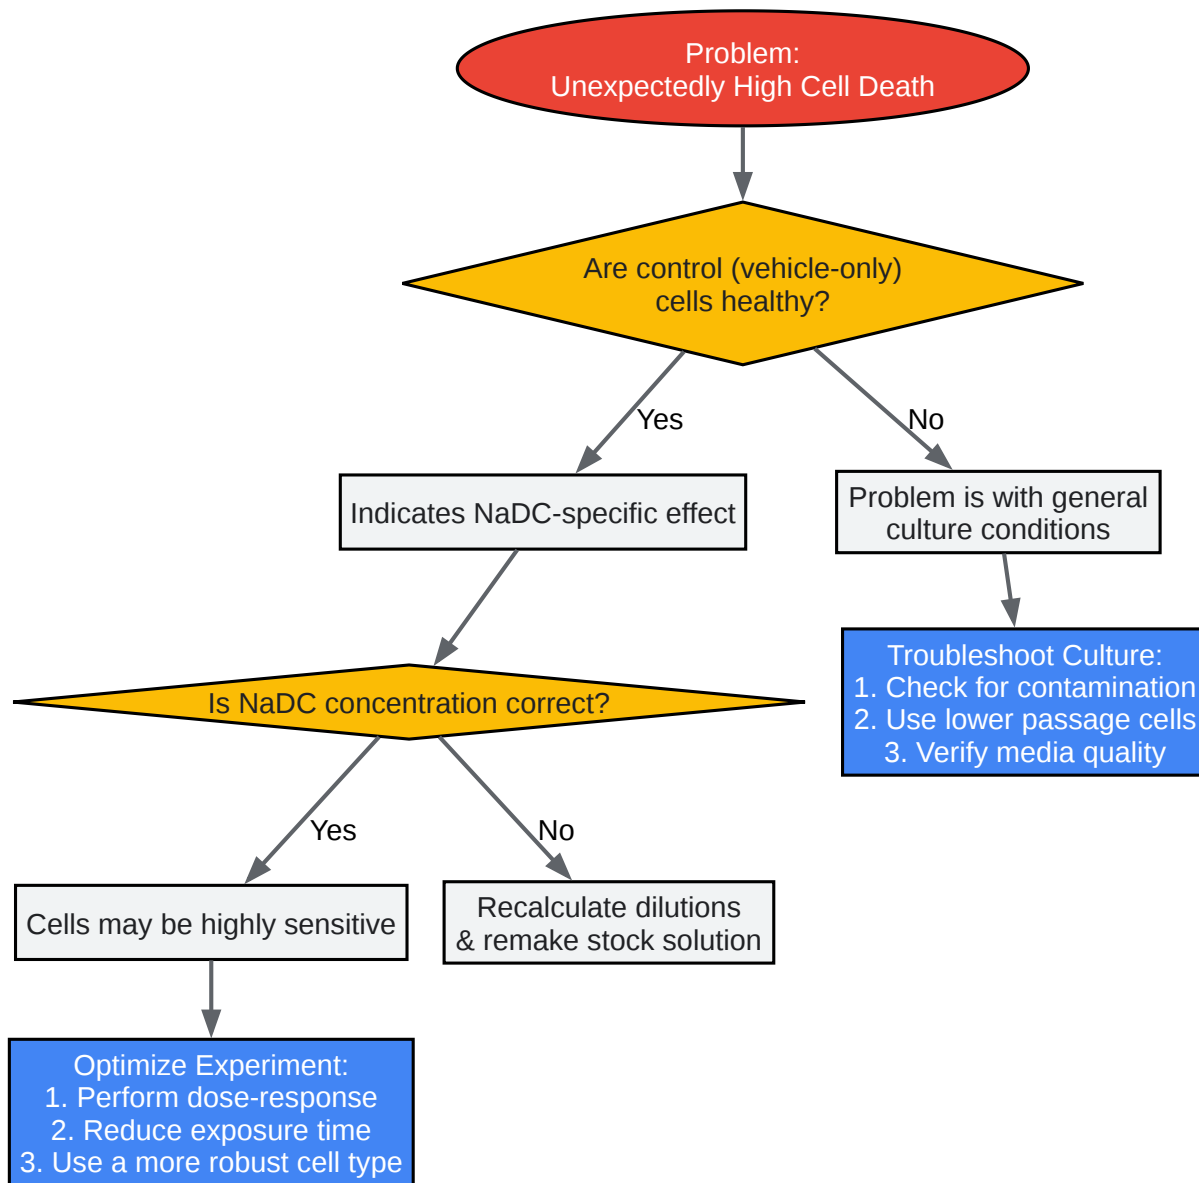 Problem:
Unexpectedly High Cell Death
Are control (vehicle-only)
cells healthy?
Yes
No
Indicates NaDC-specific effect
Problem is with general
culture conditions
Troubleshoot Culture:
1. Check for contamination
2. Use lower passage cells
3. Verify media quality
Is NaDC concentration correct?
Yes
No
Cells may be highly sensitive
Recalculate dilutions
& remake stock solution
Optimize Experiment:
1. Perform dose-response
2. Reduce exposure time
3. Use a more robust cell type